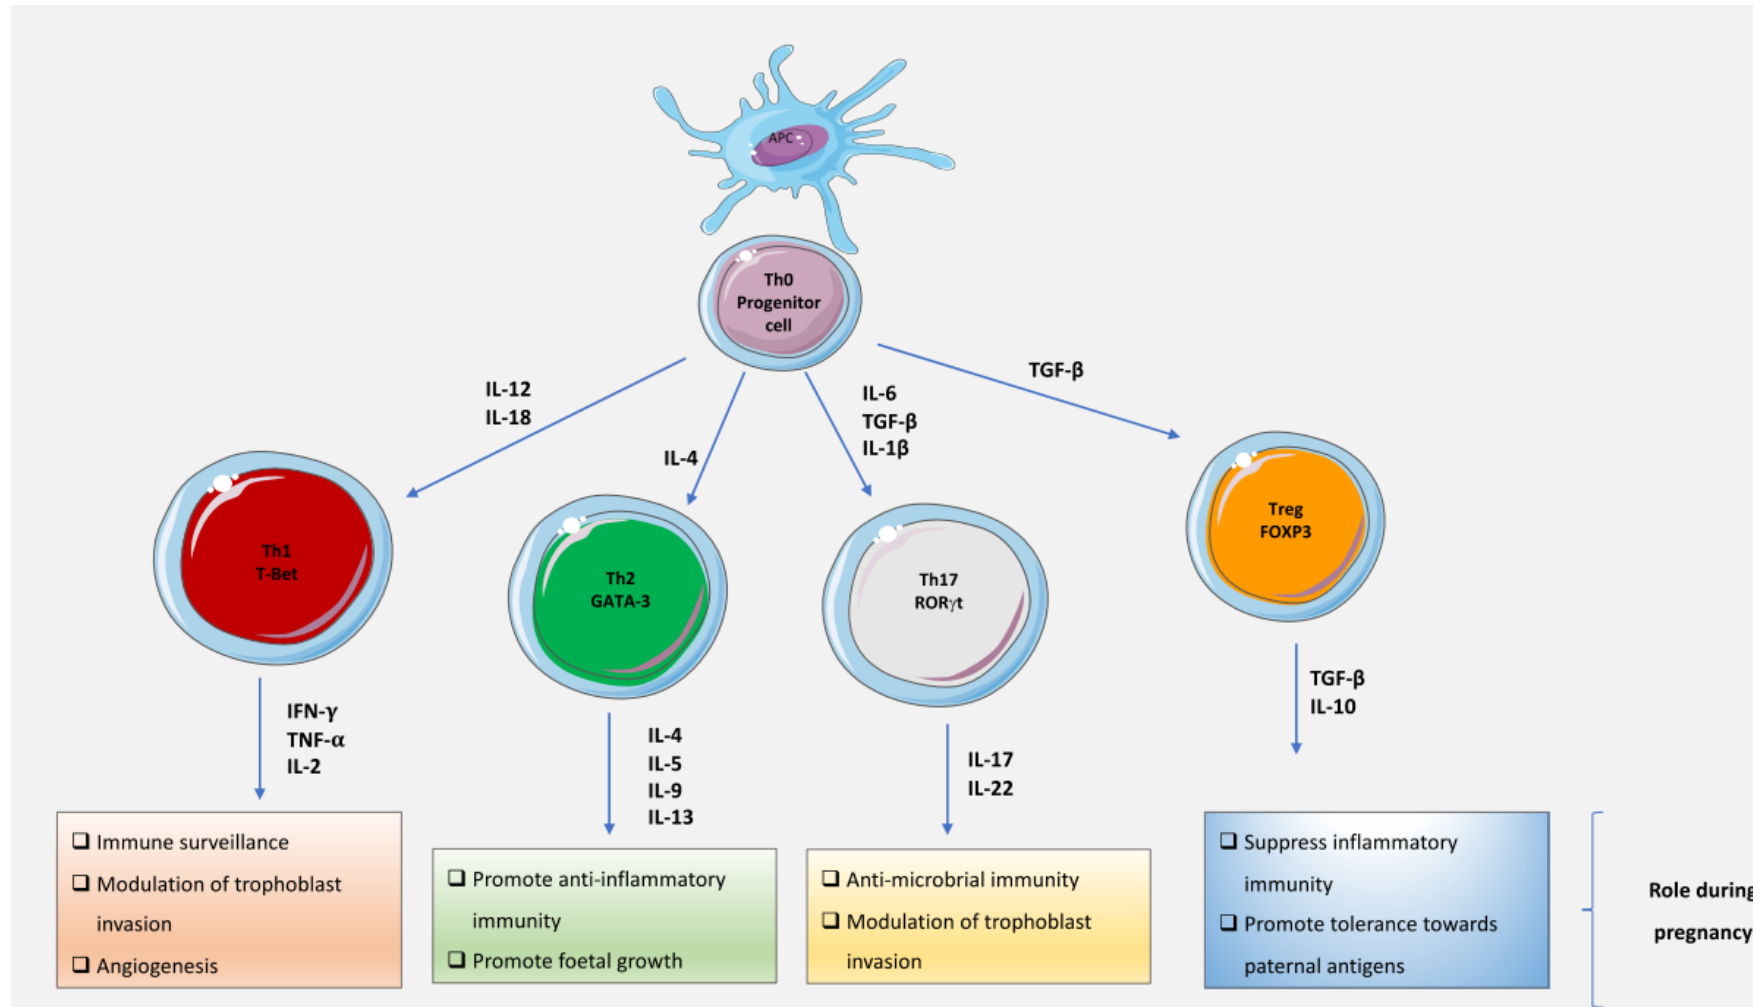 APC
Th0
Progenitor
cell
IL-12
IL-18
IL-4
IL-6
TGF-β
IL-1β
TGF-β
Th1
T-Bet
Th2
GATA-3
Th17
RORγt
Treg
FOXP3
IFN-γ
TNF-α
IL-2
IL-4
IL-5
IL-9
IL-13
IL-17
IL-22
TGF-β
IL-10
❑ Immune surveillance
❑ Modulation of trophoblast
invasion
❑ Angiogenesis
❑ Promote anti-inflammatory
immunity
❑ Promote foetal growth
❑ Anti-microbrial immunity
❑ Modulation of trophoblast
invasion
❑ Suppress inflammatory
immunity
❑ Promote tolerance towards
paternal antigens
Role during
pregnancy